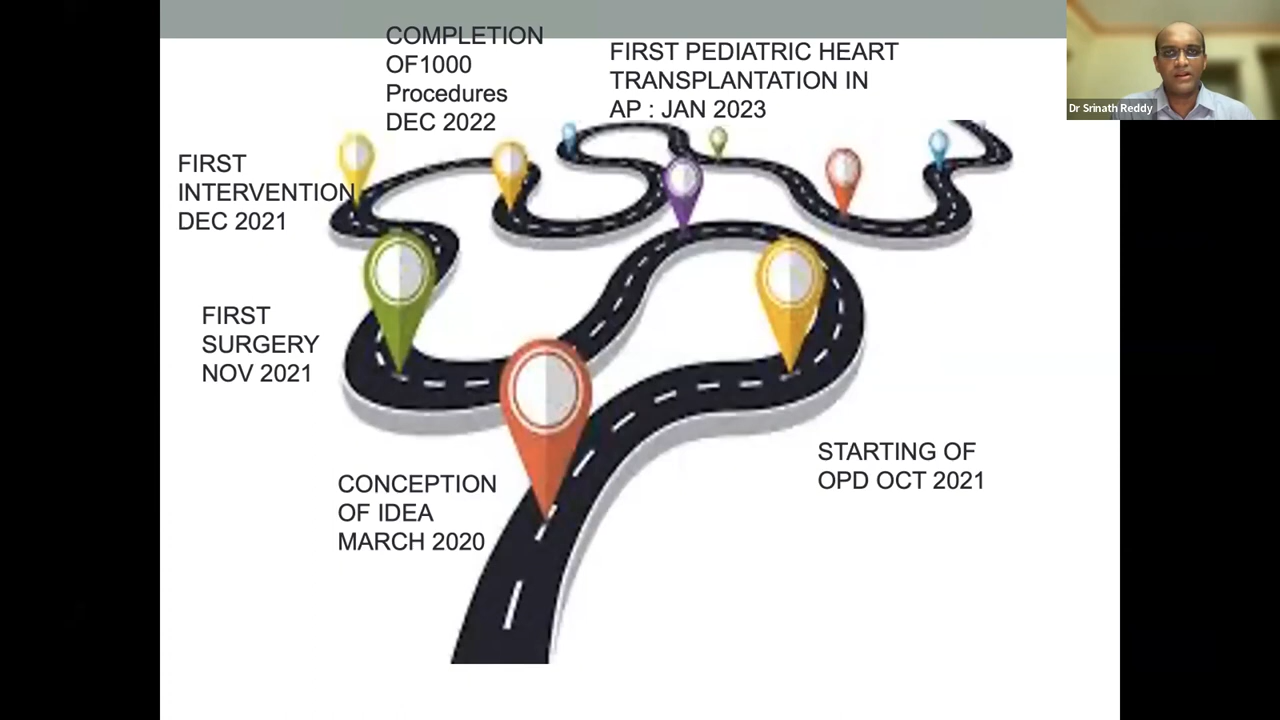 COMPLETION
OF1000
Procedures
DEC 2022
FIRST PEDIATRIC HEART
TRANSPLANTATION IN
AP : JAN 2023
Dr Srinath Reddy
FIRST
INTERVENTION
DEC 2021
FIRST
SURGERY
NOV 2021
CONCEPTION
OF IDEA
MARCH 2020
STARTING OF
OPD OCT 2021